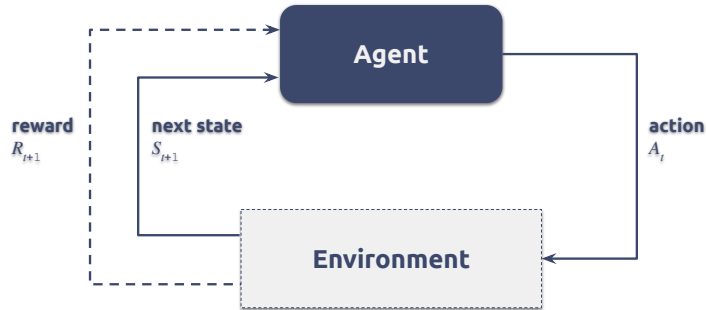 Agent
reward
R_{t+1}
next state
S_{t+1}
action
A_t
Environment